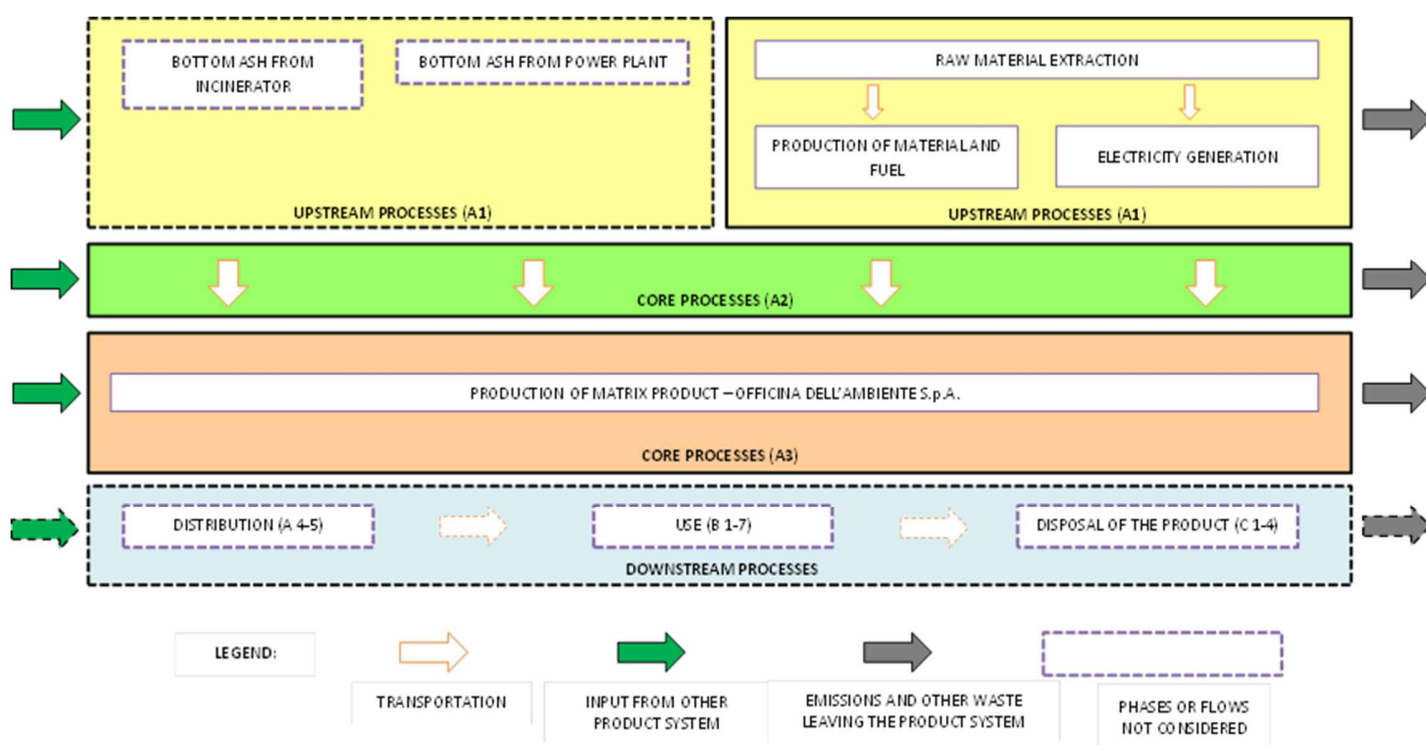 BOTTOM ASH FROM
INCINERATOR
BOTTOM ASH FROM POWER PLANT
UPSTREAM PROCESSES (A1)
RAW MATERIAL EXTRACTION
PRODUCTION OF MATERIAL AND
FUEL
ELECTRICITY GENERATION
UPSTREAM PROCESSES (A1)
CORE PROCESSES (A2)
PRODUCTION OF MATRIX PRODUCT – OFFICINA DELL'AMBIENTE S.p.A.
CORE PROCESSES (A3)
DISTRIBUTION (A 4-5)
USE (B 1-7)
DISPOSAL OF THE PRODUCT (C 1-4)
DOWNSTREAM PROCESSES
LEGEND:
TRANSPORTATION
INPUT FROM OTHER
PRODUCT SYSTEM
EMISSIONS AND OTHER WASTE
LEAVING THE PRODUCT SYSTEM
PHASES OR FLOWS
NOT CONSIDERED